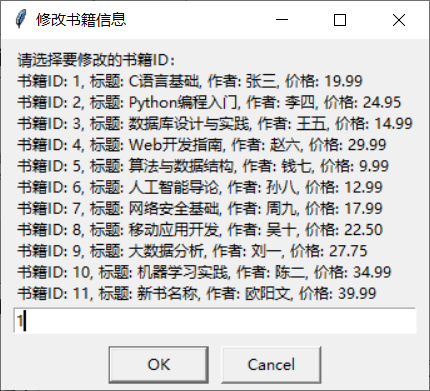 修改书籍信息
请选择要修改的书籍ID：
书籍ID: 1, 标题: C语言基础, 作者: 张三, 价格: 19.99
书籍ID: 2, 标题: Python编程入门, 作者: 李四, 价格: 24.95
书籍ID: 3, 标题: 数据库设计与实践, 作者: 王五, 价格: 14.99
书籍ID: 4, 标题: Web开发指南, 作者: 赵六, 价格: 29.99
书籍ID: 5, 标题: 算法与数据结构, 作者: 钱七, 价格: 9.99
书籍ID: 6, 标题: 人工智能导论, 作者: 孙八, 价格: 12.99
书籍ID: 7, 标题: 网络安全基础, 作者: 周九, 价格: 17.99
书籍ID: 8, 标题: 移动应用开发, 作者: 吴十, 价格: 22.50
书籍ID: 9, 标题: 大数据分析, 作者: 刘一, 价格: 27.75
书籍ID: 10, 标题: 机器学习实践, 作者: 陈二, 价格: 34.99
书籍ID: 11, 标题: 新书名称, 作者: 欧阳文, 价格: 39.99
1
OK Cancel